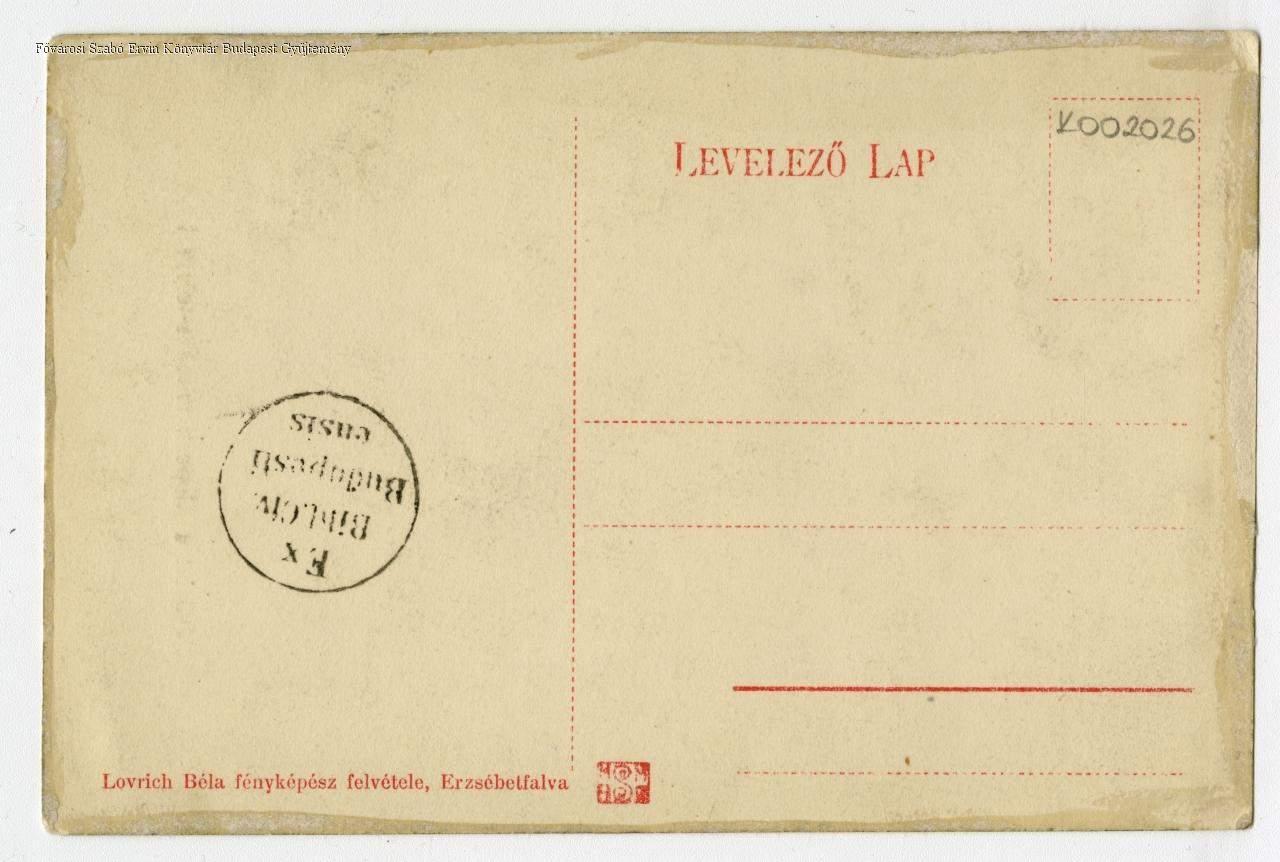 Fővárosi Szabó Ervin Könyvtár Budapest Gyűjtemény
LEVELEZŐ LAP
K002026
Ex
Bibl.Civ.
Budapesti
ensis
Lovrich Béla fényképész felvétele, Erzsébetfalva